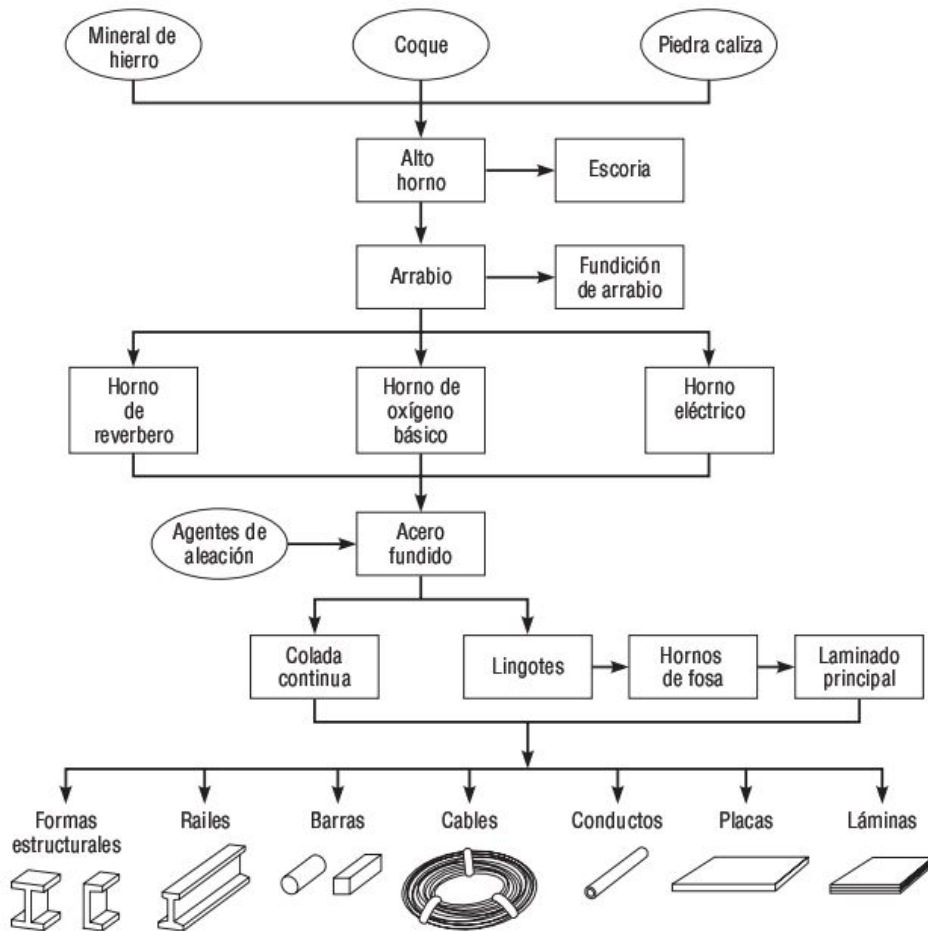 Mineral de
hierro
Coque
Piedra caliza
Alto
horno
Escoria
Arrabio
Fundición
de arrabio
Horno
de
reverbero
Horno de
oxígeno
básico
Horno
eléctrico
Agentes de
aleación
Acero
fundido
Colada
continua
Lingotes
Hornos
de fosa
Laminado
principal
Formas
estructurales
Railes
Barras
Cables
Conductos
Placas
Láminas